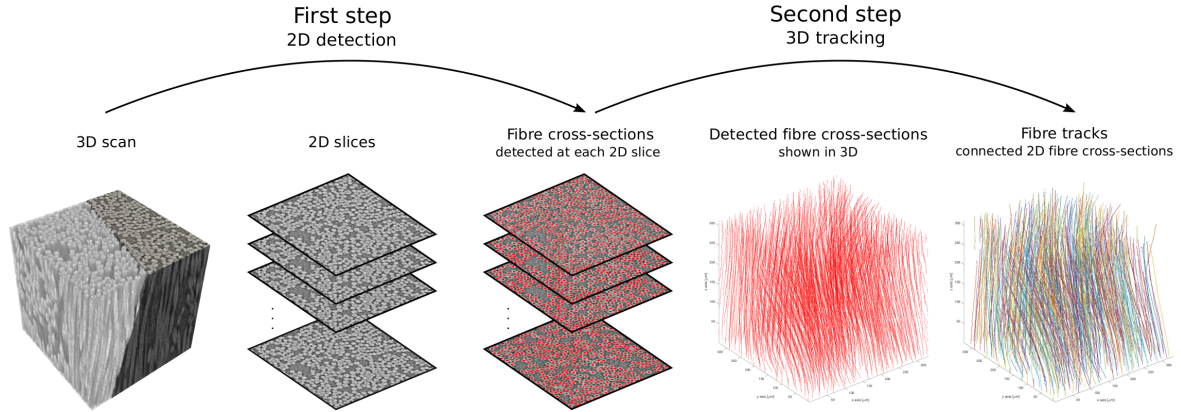 First step
2D detection
Second step
3D tracking
3D scan
2D slices
Fibre cross-sections
detected at each 2D slice
Detected fibre cross-sections
shown in 3D
Fibre tracks
connected 2D fibre cross-sections